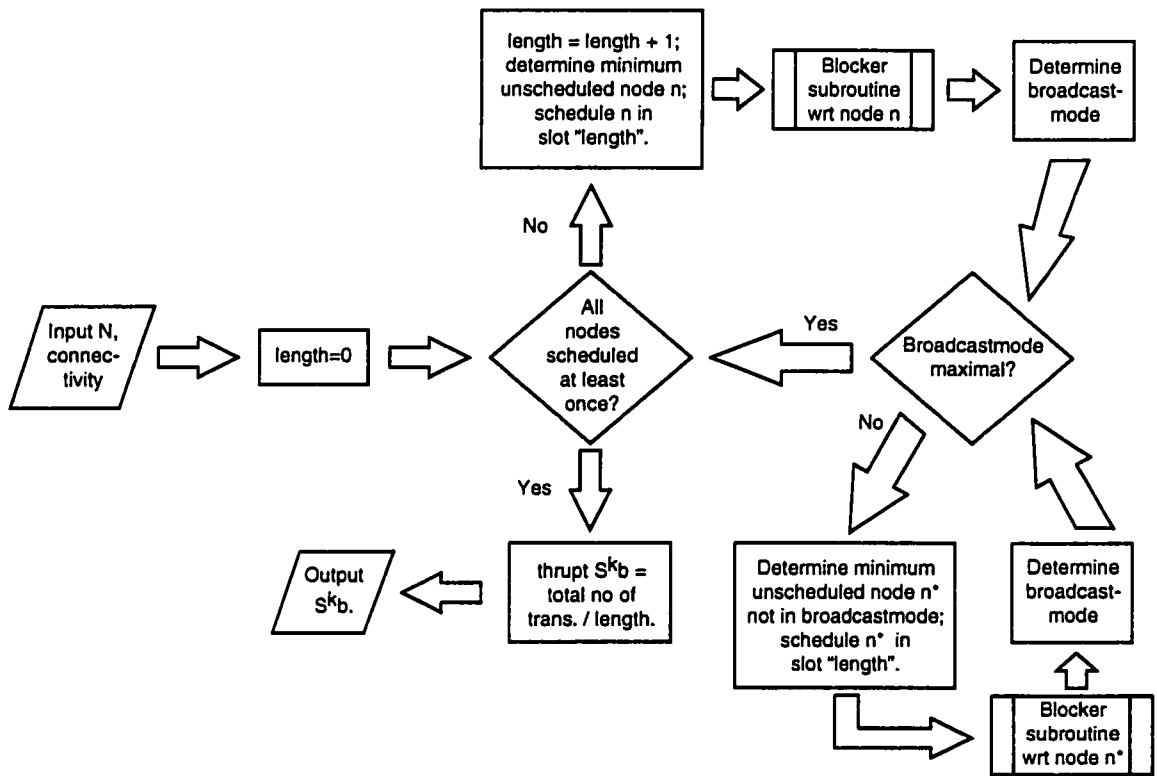 length = length + 1;
determine minimum
unscheduled node n;
schedule n in
slot "length".
Blocker
subroutine
wrt node n
Determine
broadcast-
mode
No
Input N,
connec-
tivity
length=0
All
nodes
scheduled
at least
once?
Yes
Broadcastmode
maximal?
No
Yes
Output
Skb.
thrupt Skb =
total no of
trans. / length.
Determine minimum
unscheduled node n*
not in broadcastmode;
schedule n* in
slot "length".
Determine
broadcast-
mode
Blocker
subroutine
wrt node n*